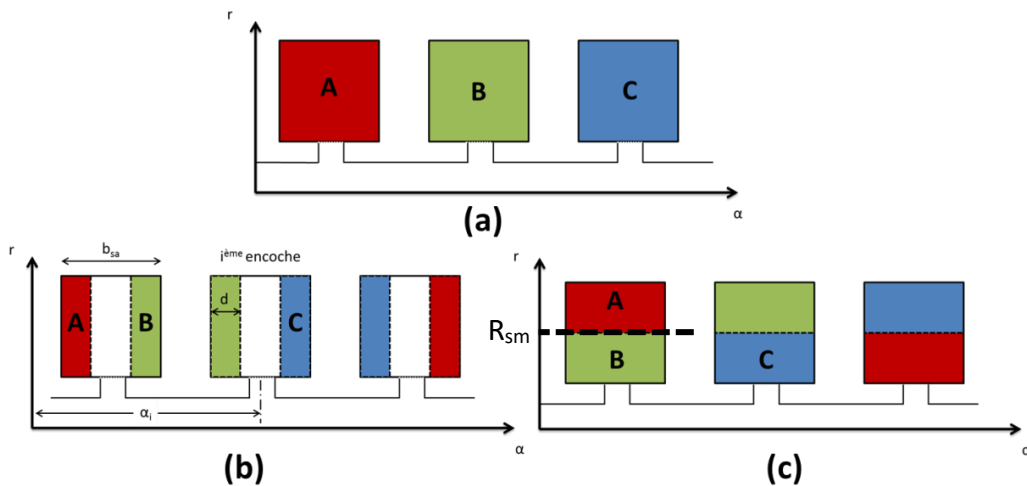 r
A B C
α
(a)
r
b_sa
i^ème encoche
d
A B C
α_i
α
(b)
r
R_sm
A
B C
α
(c)